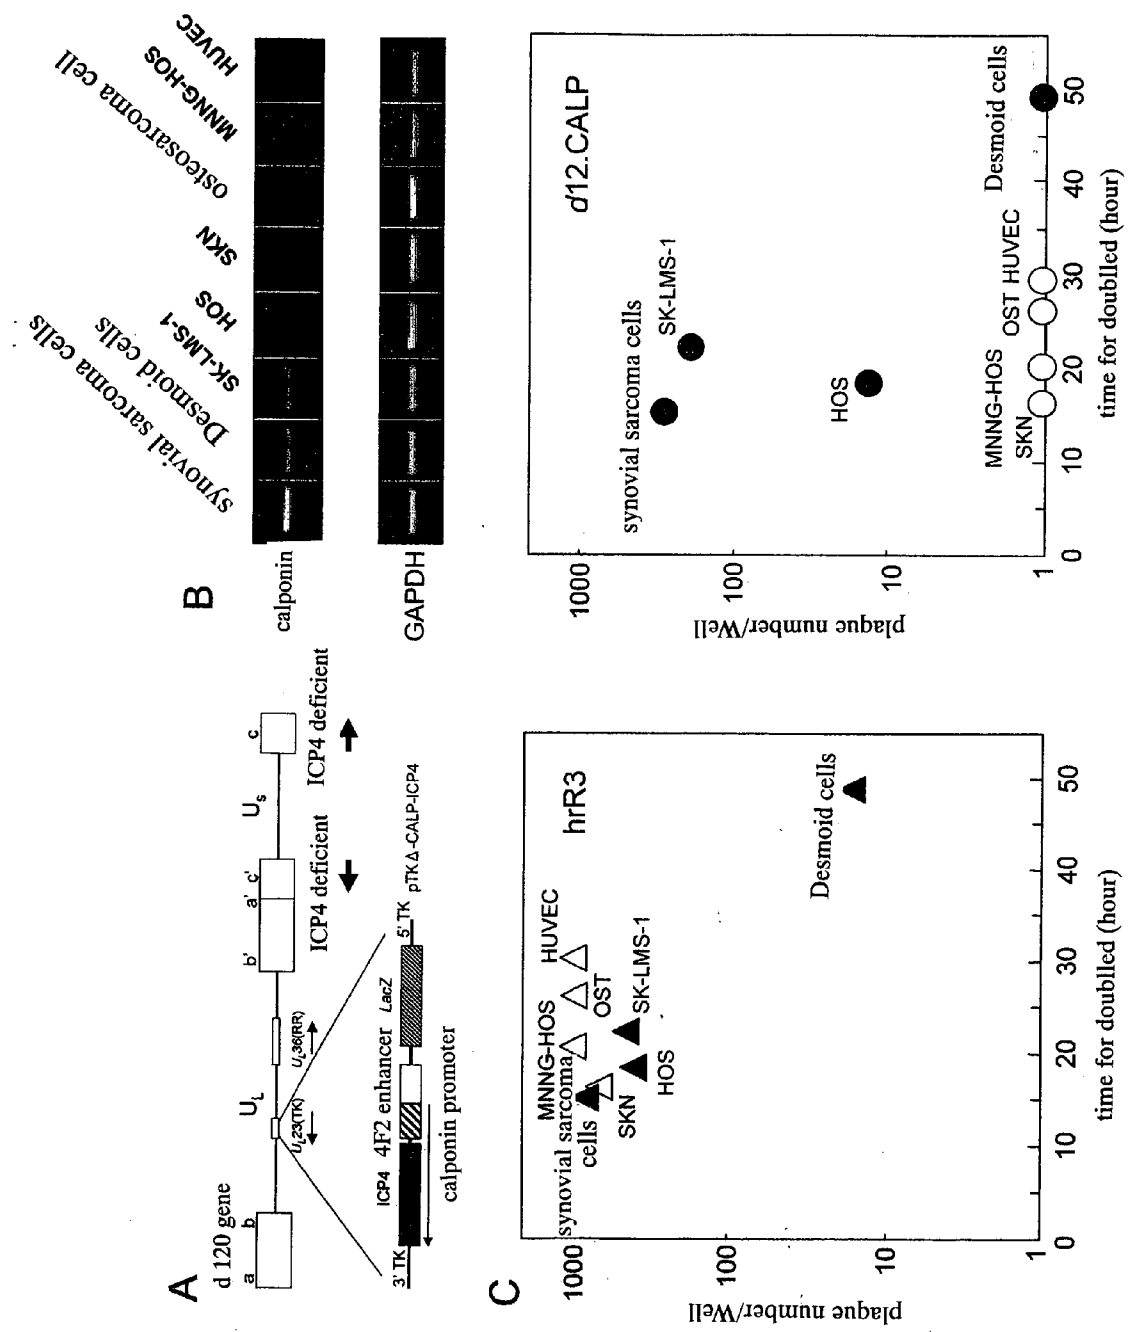 A
d 120 gene
a
b
U_L
b'
a' c'
U_S
c
U_L23(TK)
U_L36(RR)
ICP4 deficient
ICP4 deficient
3' TK
ICP4
4F2 enhancer
LacZ
5' TK
pTKΔ-CALP-ICP4
calponin promoter
B
synovial sarcoma cells
Desmoid cells
SK-LMS-1
HOS
SKN
osteosarcoma cell
MNNG-HOS
HUVEC
calponin
GAPDH
C
hrR3
plaque number/Well
1000
100
10
1
synovial sarcoma
cells
MNNG-HOS
HUVEC
OST
SK-LMS-1
SKN
HOS
Desmoid cells
0 10 20 30 40 50
time for doublled (hour)
d12.CALP
plaque number/Well
1000
100
10
1
synovial sarcoma cells
SK-LMS-1
HOS
MNNG-HOS
SKN
OST HUVEC
Desmoid cells
0 10 20 30 40 50
time for doublled (hour)